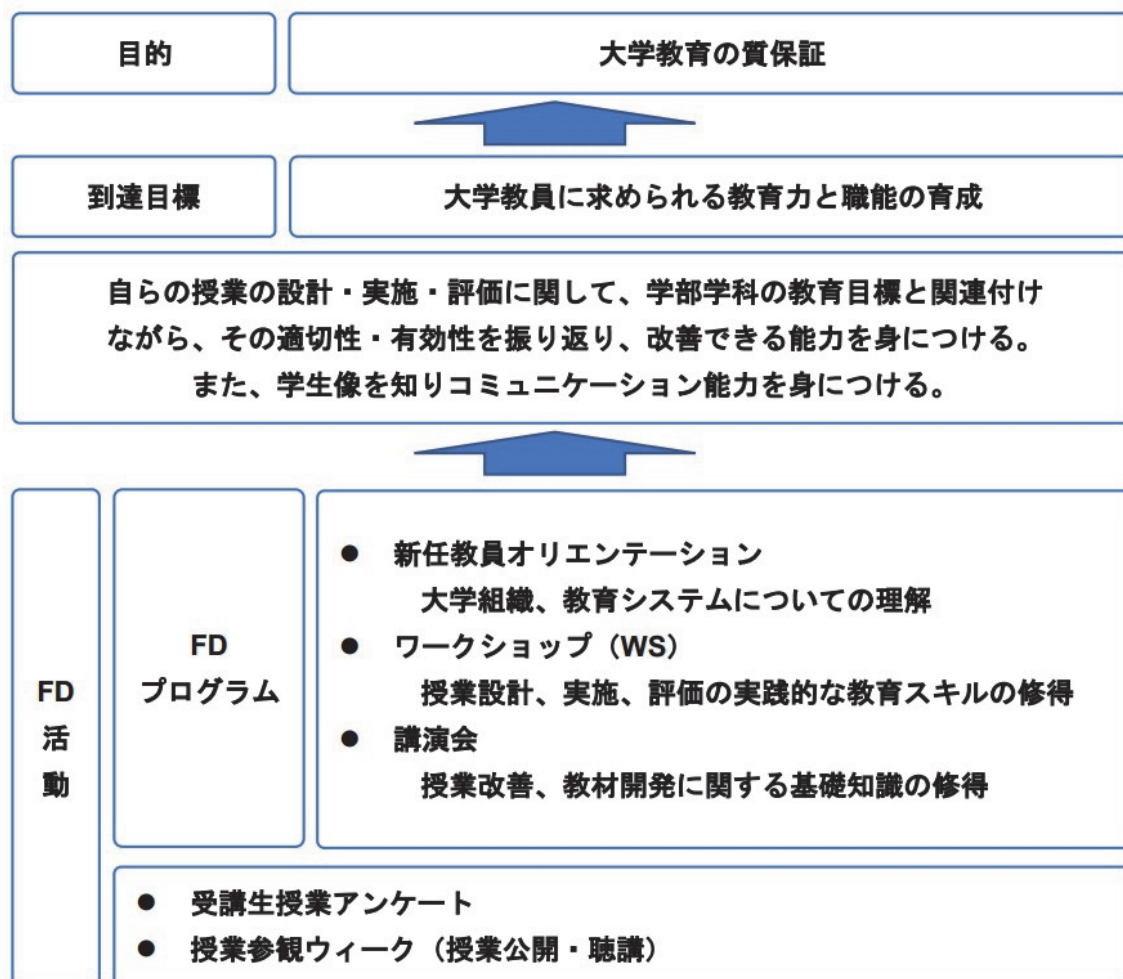 目的
大学教育の質保証
到達目標
大学教員に求められる教育力と職能の育成
自らの授業の設計・実施・評価に関して、学部学科の教育目標と関連付け
ながら、その適切性・有効性を振り返り、改善できる能力を身につける。
また、学生像を知りコミュニケーション能力を身につける。
FD
活
動
FD
プログラム
● 新任教員オリエンテーション
大学組織、教育システムについての理解
● ワークショップ（WS）
授業設計、実施、評価の実践的な教育スキルの修得
● 講演会
授業改善、教材開発に関する基礎知識の修得
● 受講生授業アンケート
● 授業参観ウィーク（授業公開・聴講）